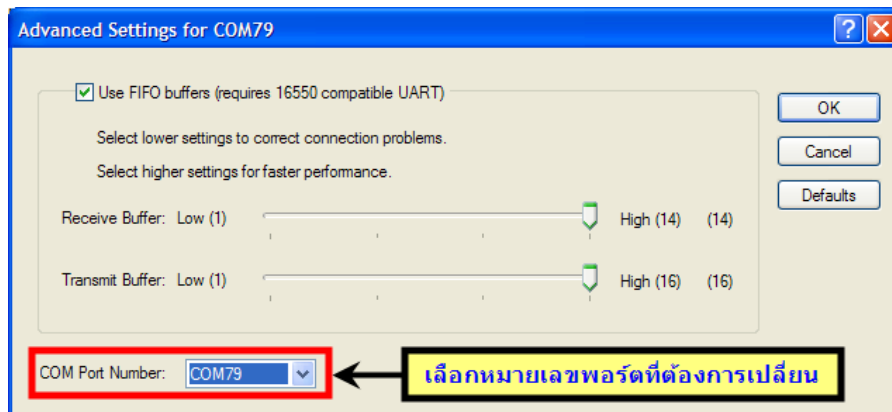 Advanced Settings for COM79
Use FIFO buffers (requires 16550 compatible UART)
Select lower settings to correct connection problems.
Select higher settings for faster performance.
Receive Buffer: Low (1) High (14) (14)
Transmit Buffer: Low (1) High (16) (16)
OK
Cancel
Defaults
COM Port Number: COM79
เลือกหมายเลขพอร์ตที่ต้องการเปลี่ยน